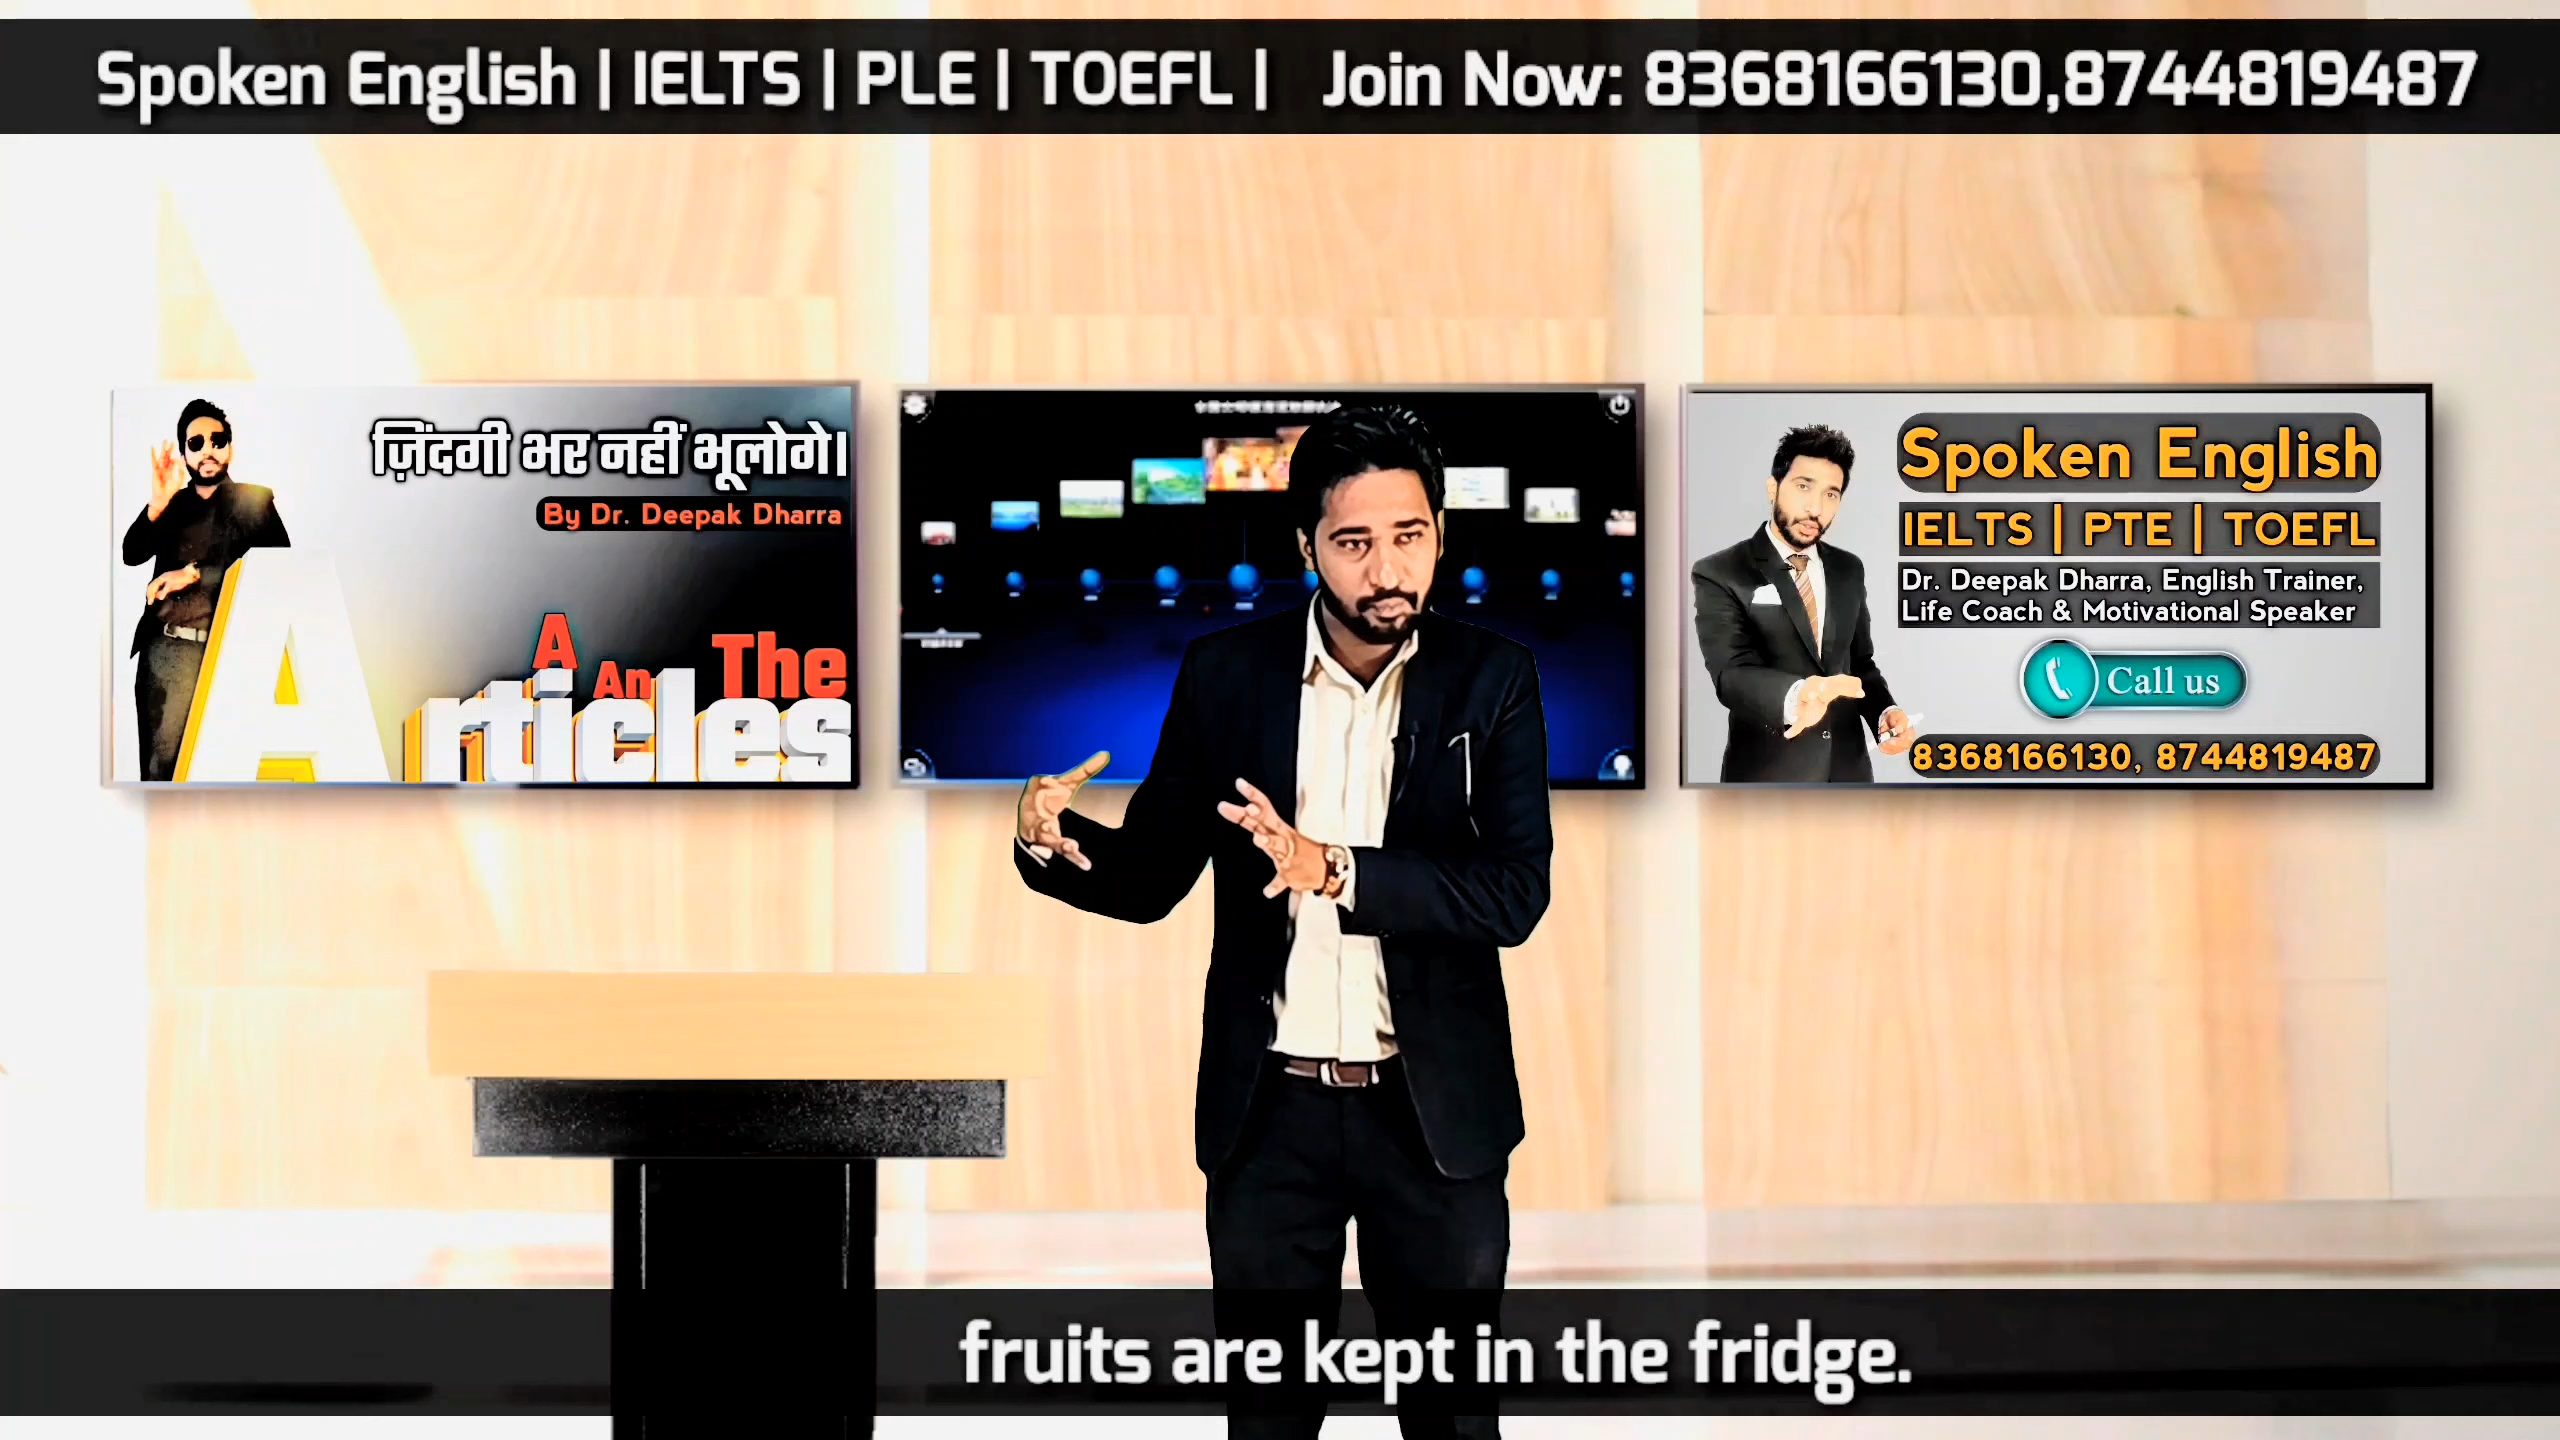 Spoken English | IELTS | PLE | TOEFL | Join Now: 8368166130,8744819487
ज़िंदगी भर नहीं भूलोगे।
By Dr. Deepak Dharra
A An The
Articles
Spoken English
IELTS | PTE | TOEFL
Dr. Deepak Dharra, English Trainer,
Life Coach & Motivational Speaker
Call us
8368166130, 8744819487
fruits are kept in the fridge.